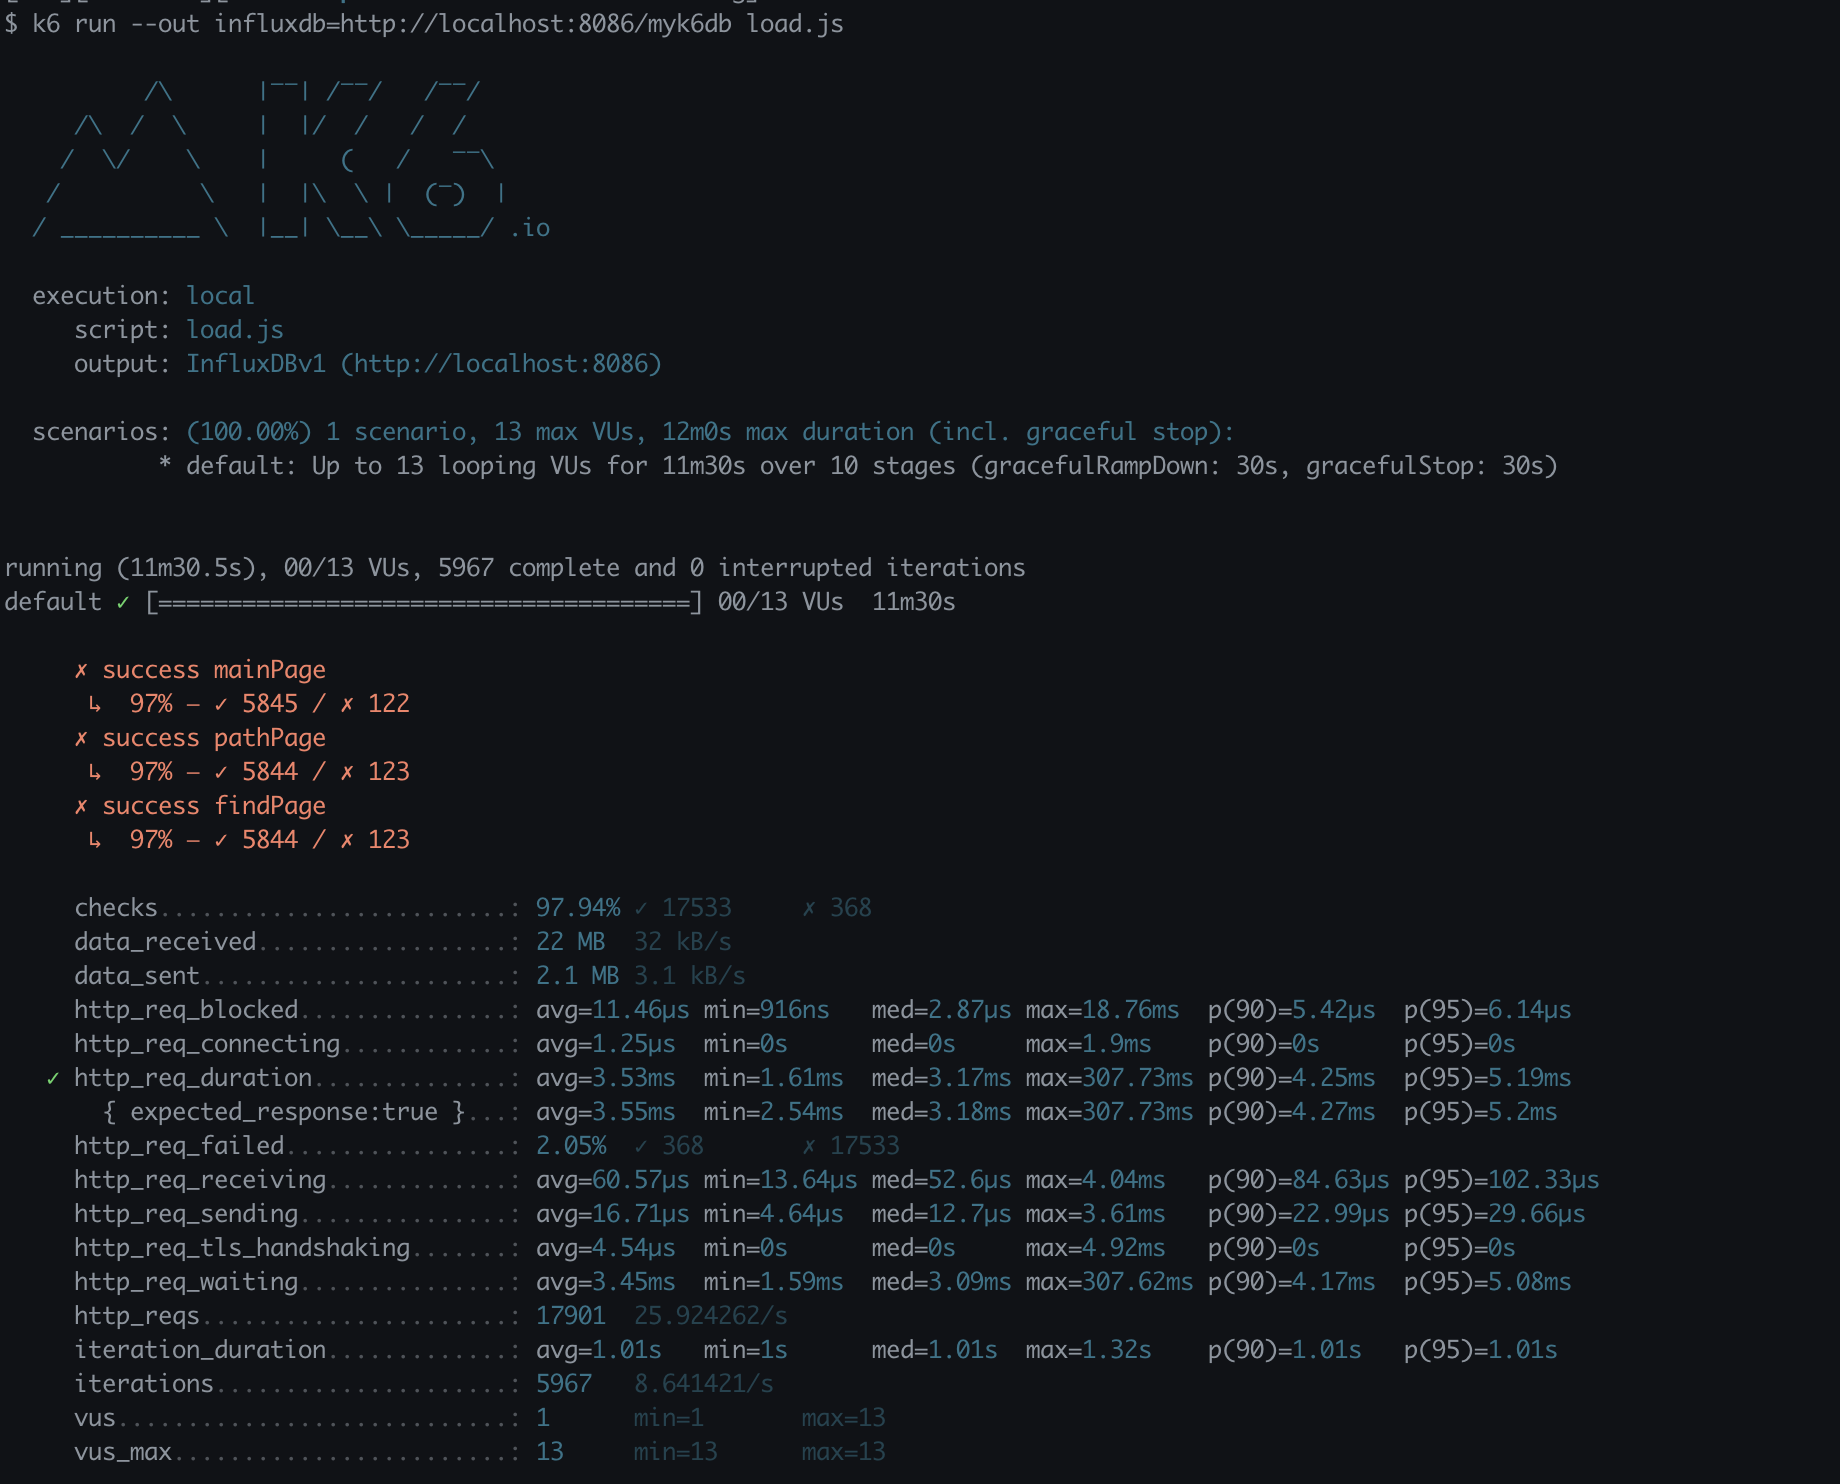 $ k6 run --out influxdb=http://localhost:8086/myk6db load.js
          /\      |‾‾| /‾‾/   /‾‾/
     /\  /  \     |  |/  /   /  /
    /  \/    \    |     (   /   ‾‾\
   /          \   |  |\  \ |  (‾)  |
  / __________ \  |__| \__\ \_____/ .io
  execution: local
     script: load.js
     output: InfluxDBv1 (http://localhost:8086)
  scenarios: (100.00%) 1 scenario, 13 max VUs, 12m0s max duration (incl. graceful stop):
           * default: Up to 13 looping VUs for 11m30s over 10 stages (gracefulRampDown: 30s, gracefulStop: 30s)
running (11m30.5s), 00/13 VUs, 5967 complete and 0 interrupted iterations
default ✓ [======================================] 00/13 VUs  11m30s
     ✗ success mainPage
      ↳  97% — ✓ 5845 / ✗ 122
     ✗ success pathPage
      ↳  97% — ✓ 5844 / ✗ 123
     ✗ success findPage
      ↳  97% — ✓ 5844 / ✗ 123
     checks.........................: 97.94% ✓ 17533     ✗ 368
     data_received..................: 22 MB  32 kB/s
     data_sent......................: 2.1 MB 3.1 kB/s
     http_req_blocked...............: avg=11.46µs min=916ns   med=2.87µs max=18.76ms  p(90)=5.42µs  p(95)=6.14µs
     http_req_connecting............: avg=1.25µs  min=0s      med=0s     max=1.9ms    p(90)=0s      p(95)=0s
   ✓ http_req_duration..............: avg=3.53ms  min=1.61ms  med=3.17ms max=307.73ms p(90)=4.25ms  p(95)=5.19ms
       { expected_response:true }...: avg=3.55ms  min=2.54ms  med=3.18ms max=307.73ms p(90)=4.27ms  p(95)=5.2ms
     http_req_failed................: 2.05%  ✓ 368       ✗ 17533
     http_req_receiving.............: avg=60.57µs min=13.64µs med=52.6µs max=4.04ms   p(90)=84.63µs p(95)=102.33µs
     http_req_sending...............: avg=16.71µs min=4.64µs  med=12.7µs max=3.61ms   p(90)=22.99µs p(95)=29.66µs
     http_req_tls_handshaking.......: avg=4.54µs  min=0s      med=0s     max=4.92ms   p(90)=0s      p(95)=0s
     http_req_waiting...............: avg=3.45ms  min=1.59ms  med=3.09ms max=307.62ms p(90)=4.17ms  p(95)=5.08ms
     http_reqs......................: 17901  25.924262/s
     iteration_duration.............: avg=1.01s   min=1s      med=1.01s  max=1.32s    p(90)=1.01s   p(95)=1.01s
     iterations.....................: 5967   8.641421/s
     vus............................: 1      min=1       max=13
     vus_max........................: 13     min=13      max=13